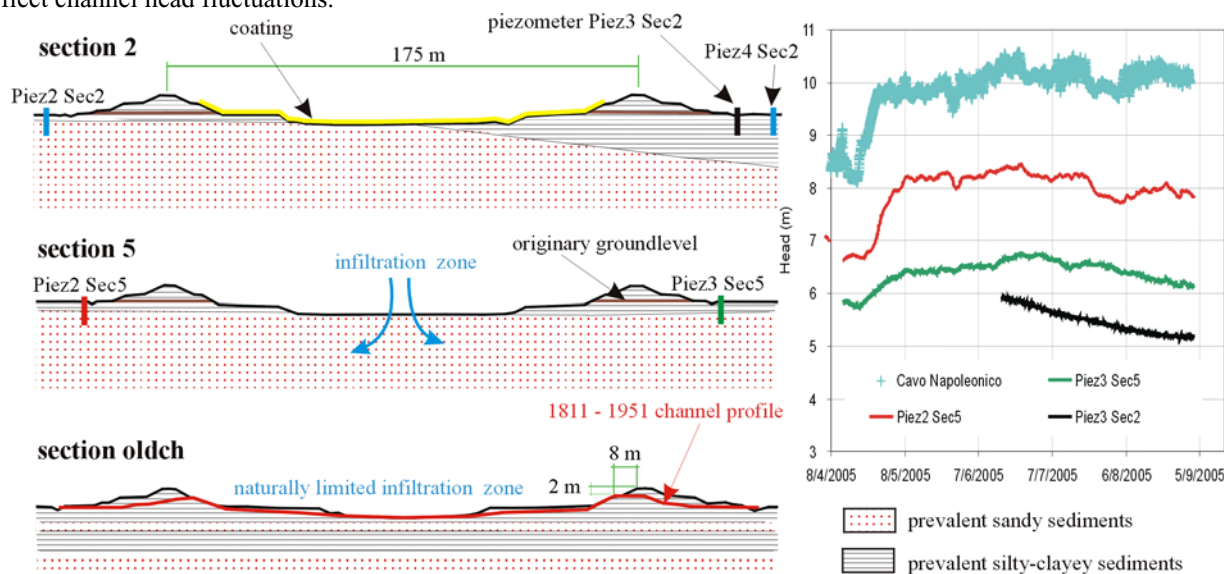 ffect channel head fluctuations.
section 2
coating
175 m
piezometer Piez3 Sec2
Piez4 Sec2
Piez2 Sec2
section 5
infiltration zone
originary groundlevel
Piez2 Sec5
Piez3 Sec5
section oldch
naturally limited infiltration zone
1811 - 1951 channel profile
8 m
2 m
11
10
9
8
7
6
5
4
3
Head (m)
8/4/2005
8/5/2005
7/6/2005
7/7/2005
6/8/2005
5/9/2005
Cavo Napoleonico
Piez3 Sec5
Piez2 Sec5
Piez3 Sec2
prevalent sandy sediments
prevalent silty-clayey sediments